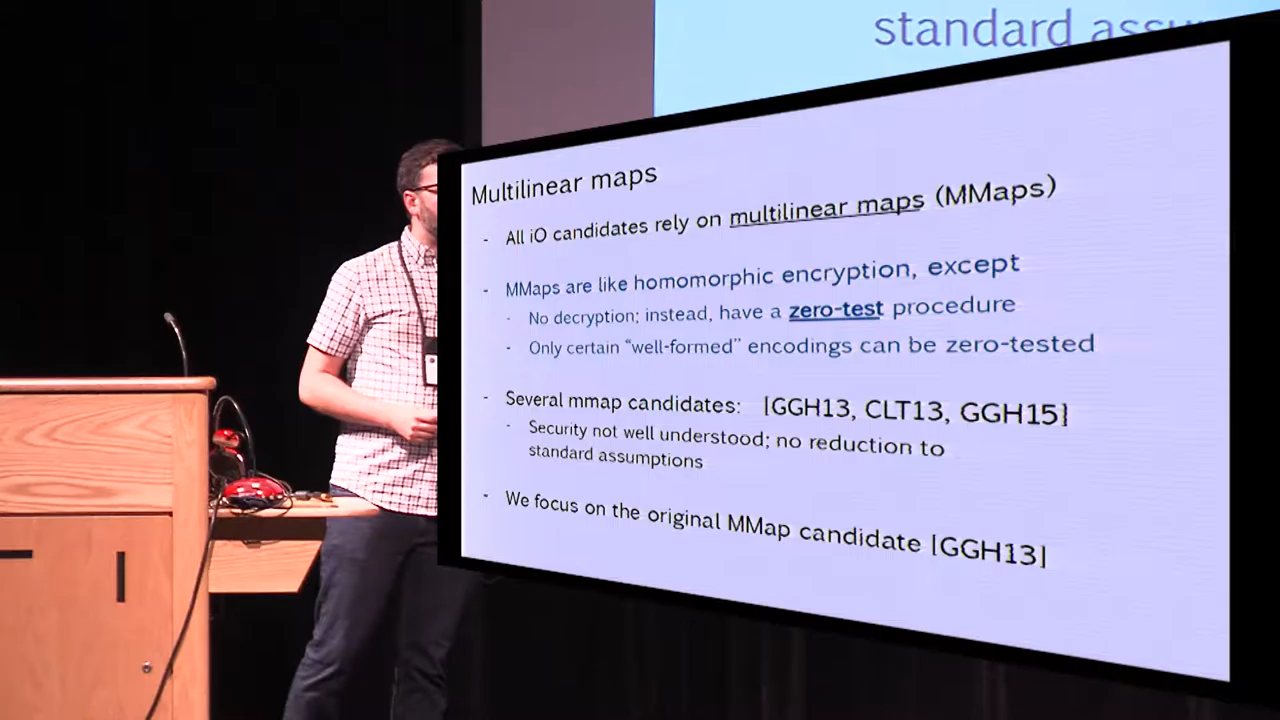 standard
Multilinear maps
- All iO candidates rely on multilinear maps (MMaps)
- MMaps are like homomorphic encryption, except
- No decryption; instead, have a zero-test procedure
- Only certain “well-formed” encodings can be zero-tested
- Several mmap candidates: [GGH13, CLT13, GGH15]
- Security not well understood; no reduction to
standard assumptions
- We focus on the original MMap candidate [GGH13]